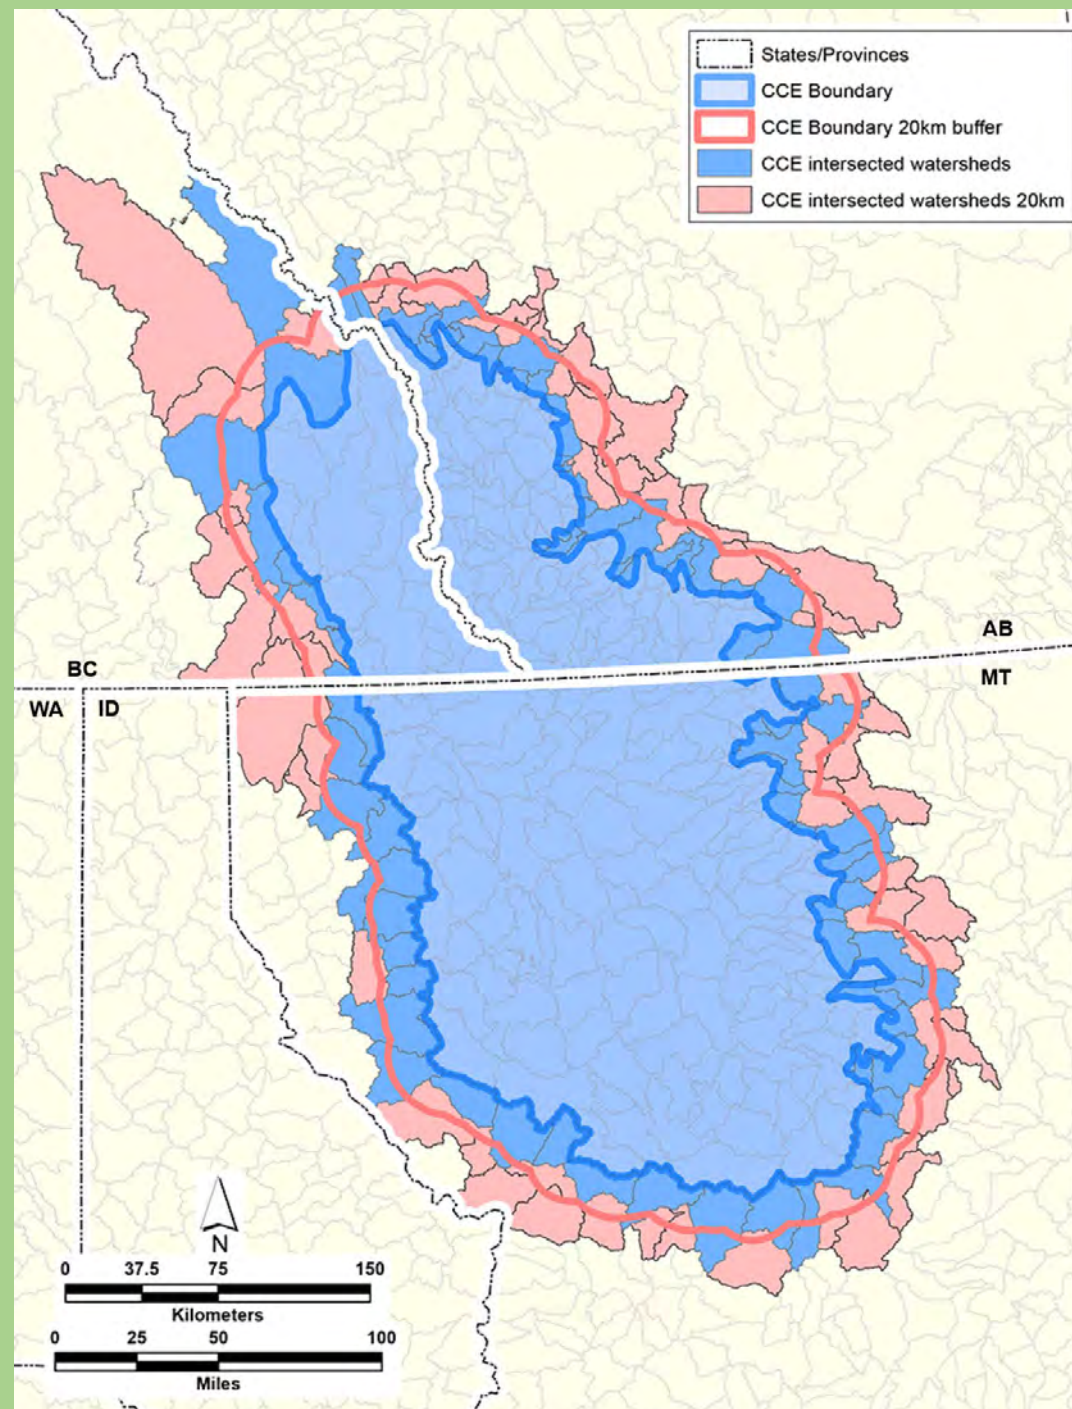 States/Provinces
CCE Boundary
CCE Boundary 20km buffer
CCE intersected watersheds
CCE intersected watersheds 20km
AB
BC
MT
WA
ID
N
0 37.5 75 150
Kilometers
0 25 50 100
Miles